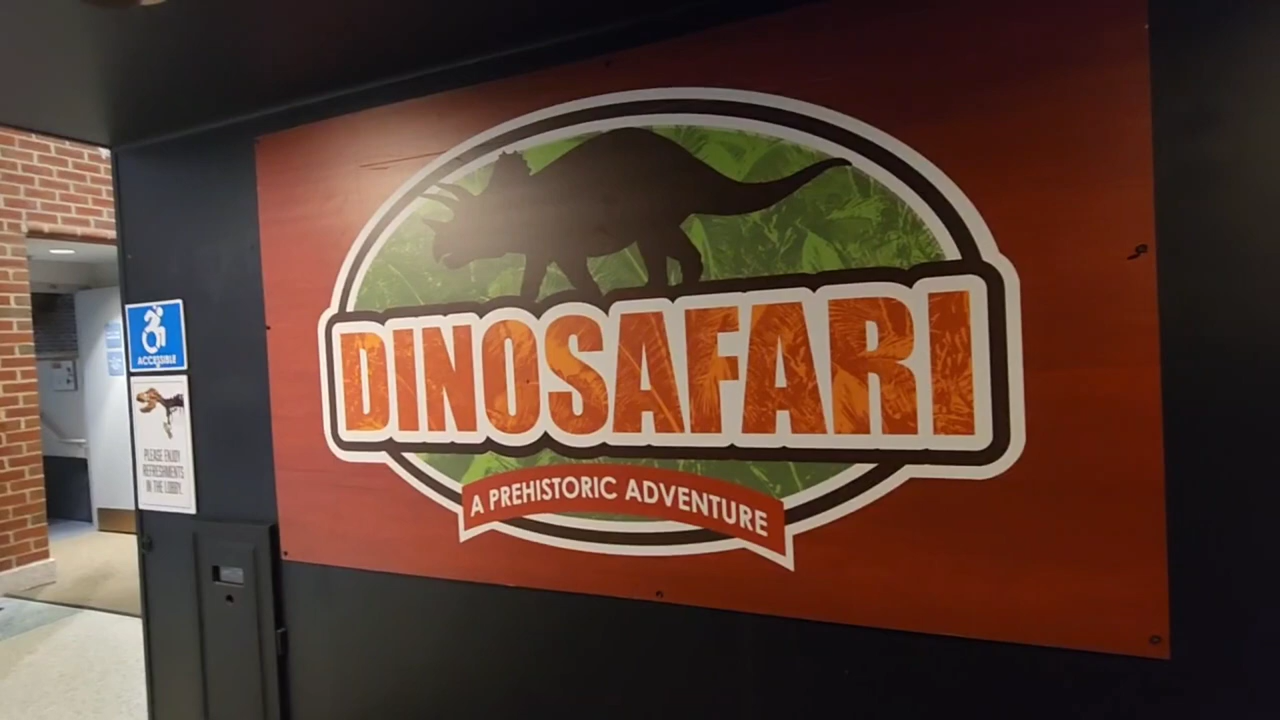 DINOSAFARI
A PREHISTORIC ADVENTURE
ACCESSIBLE
PLEASE ENJOY
REFRESHMENTS
IN THE LOBBY.